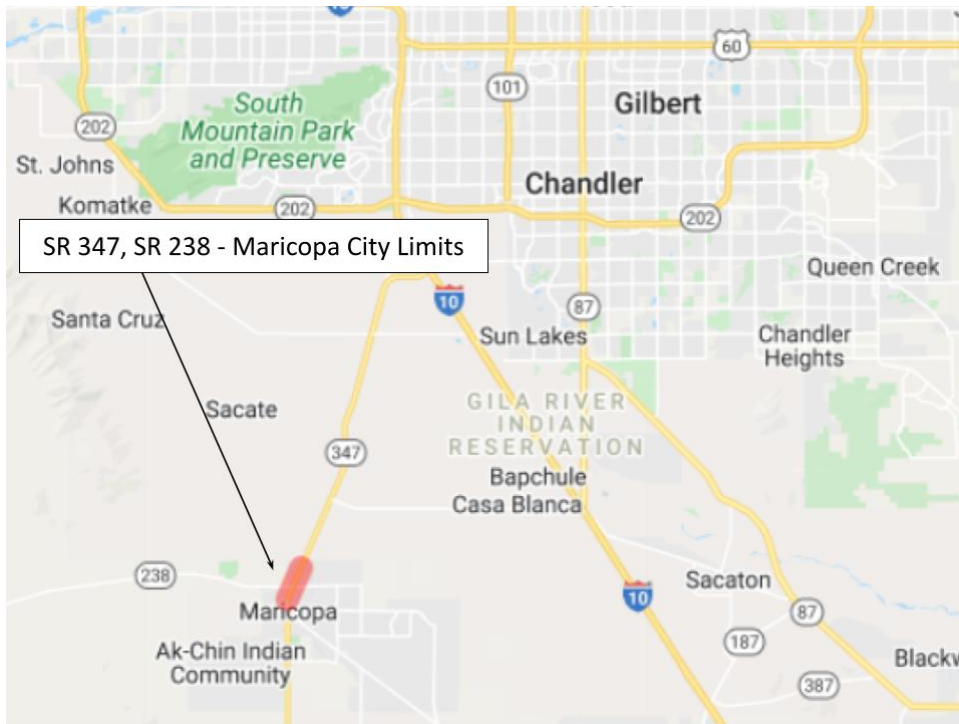 60
101
South
Mountain Park
and Preserve
Gilbert
202
St. Johns
Chandler
Komatke
202
202
SR 347, SR 238 - Maricopa City Limits
Queen Creek
10
87
Santa Cruz
Sun Lakes
Chandler
Heights
Sacate
GILA RIVER
INDIAN
RESERVATION
347
Bapchule
Casa Blanca
238
Sacaton
10
87
Maricopa
187
Ak-Chin Indian
Community
387